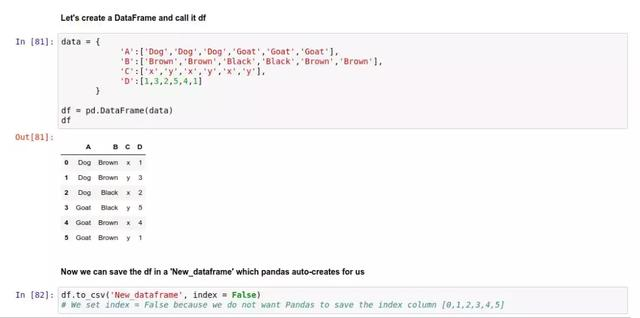 Let's create a DataFrame and call it df
In [81]: data = {
'A':['Dog','Dog','Dog','Goat','Goat','Goat'],
'B':['Brown','Brown','Black','Black','Brown','Brown'],
'C':['x','y','x','y','x','y'],
'D':[1,3,2,5,4,1]
}
df = pd.DataFrame(data)
df
Out[81]:
A B C D
0 Dog Brown x 1
1 Dog Brown y 3
2 Dog Black x 2
3 Goat Black y 5
4 Goat Brown x 4
5 Goat Brown y 1
Now we can save the df in a 'New_dataframe' which pandas auto-creates for us
In [82]: df.to_csv('New_dataframe', index = False)
# We set index = False because we do not want Pandas to save the index column [0,1,2,3,4,5]